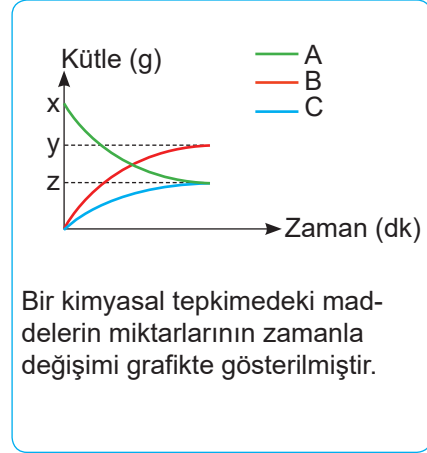 Kütle (g)
A
B
C
x
y
z
Zaman (dk)
Bir kimyasal tepkimedeki mad-
delerin miktarlarının zamanla
değişimi grafikte gösterilmiştir.